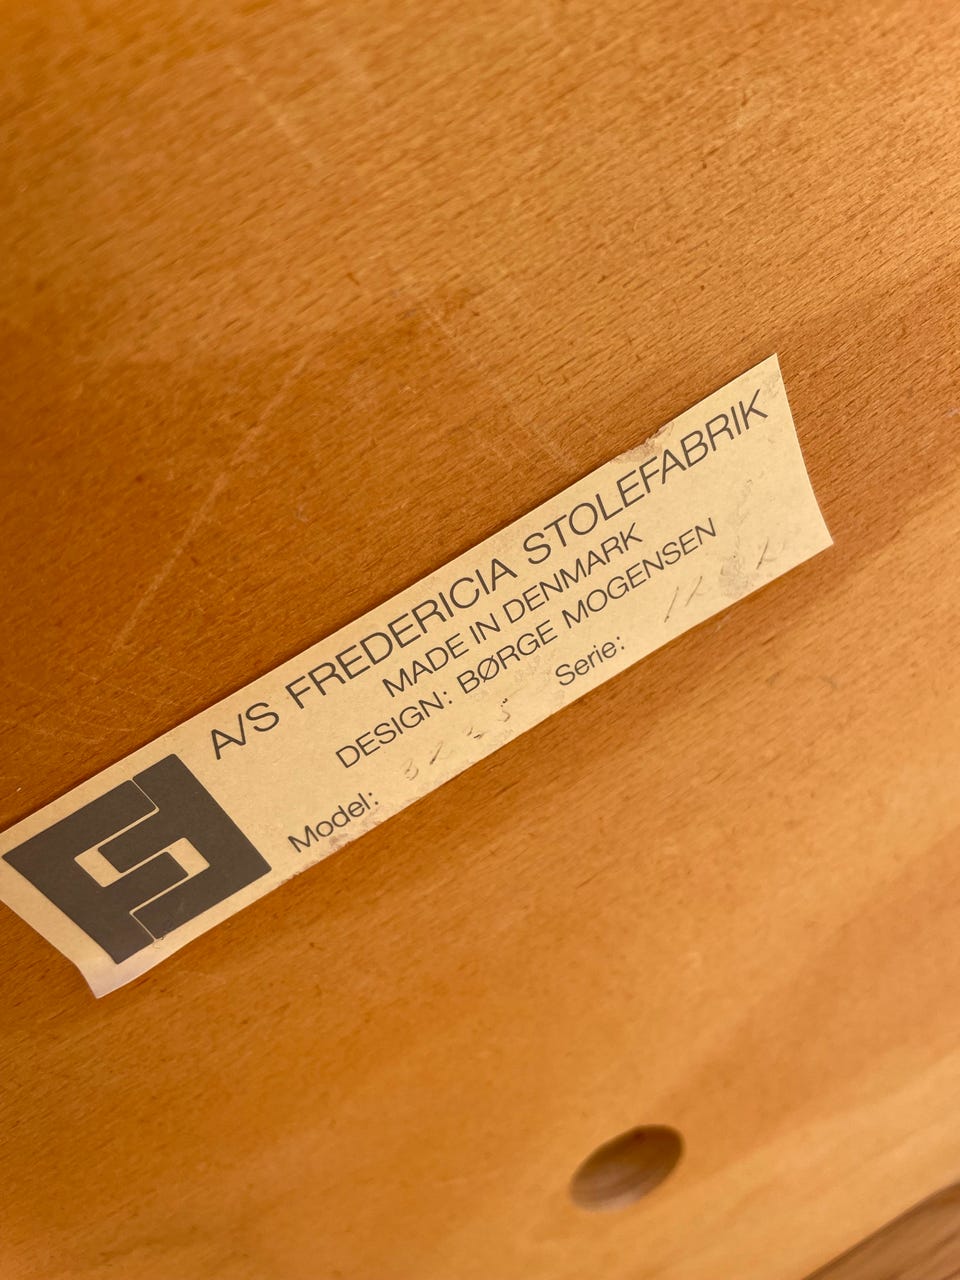 A/S FREDERICIA STOLEFABRIK
MADE IN DENMARK
DESIGN: BØRGE MOGENSEN
Model: Serie: